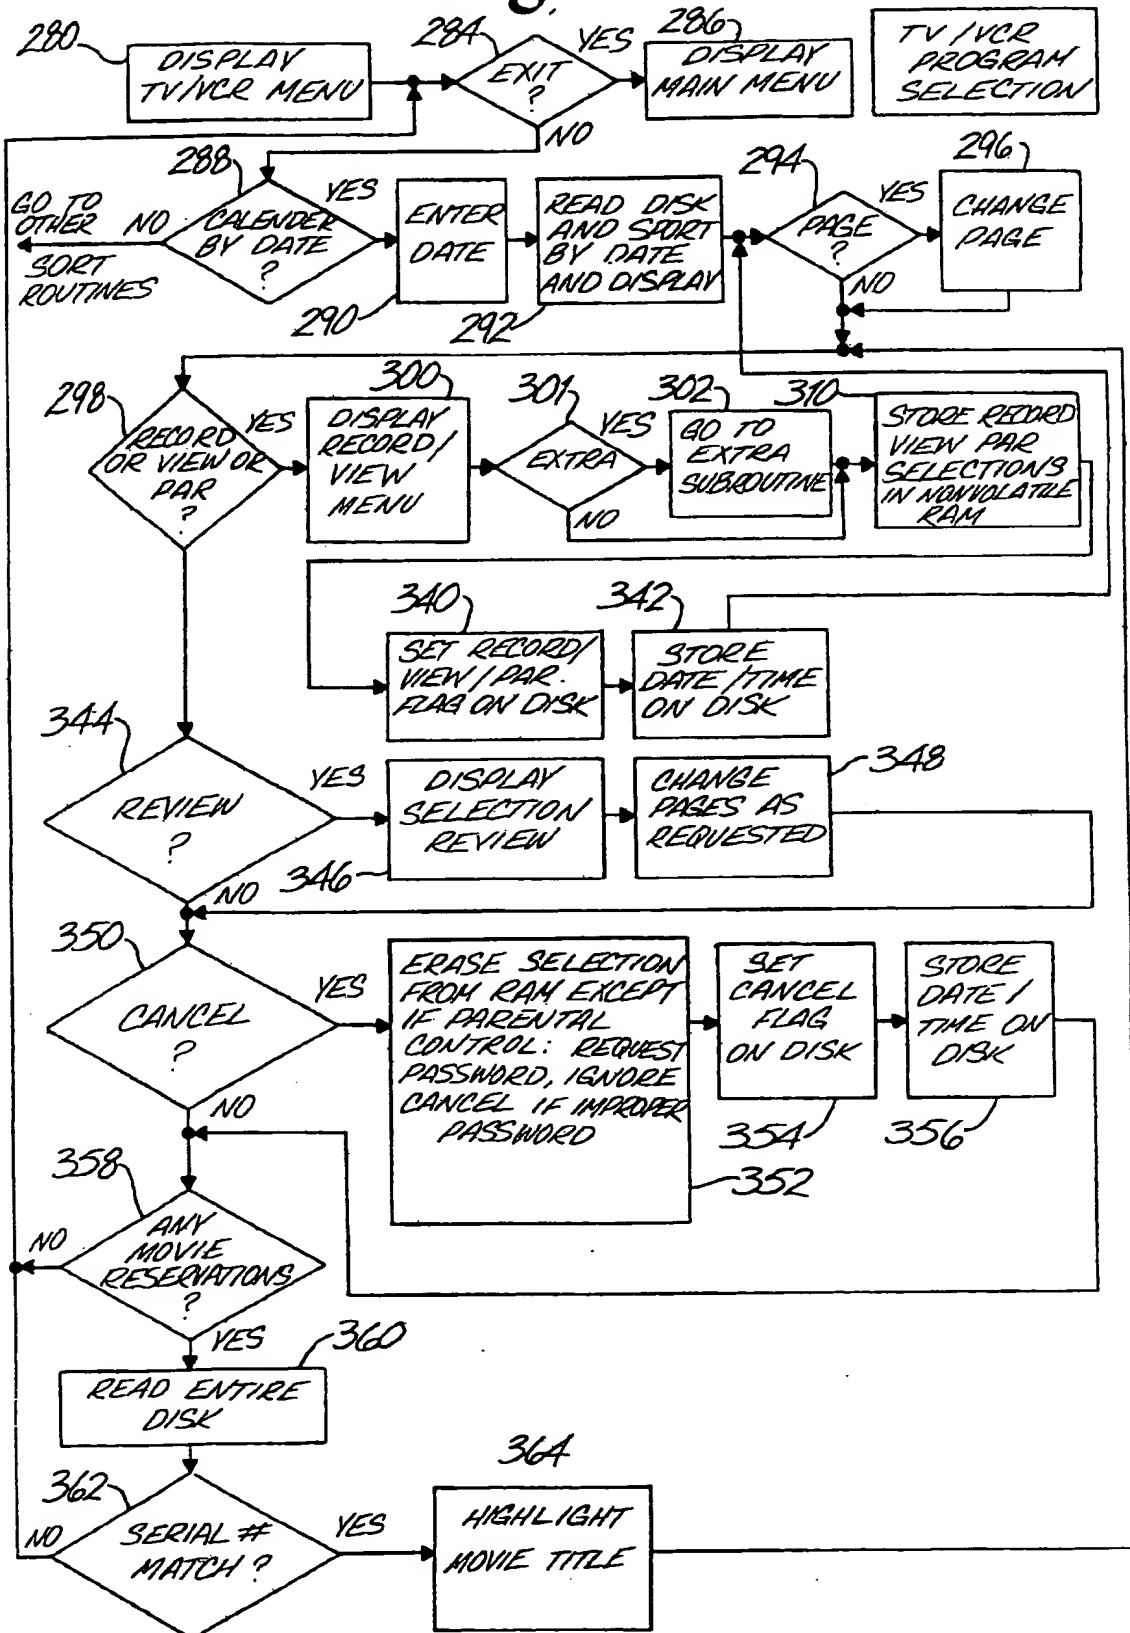 280
DISPLAY
TV/VCR MENU
284
EXIT
?
YES
NO
286
DISPLAY
MAIN MENU
TV/VCR
PROGRAM
SELECTION
288
CALENDER
BY DATE
?
YES
NO
GO TO
OTHER
SORT
ROUTINES
ENTER
DATE
290
READ DISK
AND SPORT
BY DATE
AND DISPLAY
292
294
PAGE
?
YES
NO
296
CHANGE
PAGE
298
RECORD
OR VIEW OR
PAR
?
YES
300
DISPLAY
RECORD/
VIEW
MENU
301
EXTRA
YES
NO
302
GO TO
EXTRA
SUBROUTINE
310
STORE RECORD
VIEW PAR
SELECTIONS
IN NONVOLATILE
RAM
340
SET RECORD/
VIEW/PAR.
FLAG ON DISK
342
STORE
DATE/TIME
ON DISK
344
REVIEW
?
YES
NO
DISPLAY
SELECTION
REVIEW
346
CHANGE
PAGES AS
REQUESTED
348
350
CANCEL
?
YES
NO
ERASE SELECTION
FROM RAM EXCEPT
IF PARENTAL
CONTROL: REQUEST
PASSWORD, IGNORE
CANCEL IF IMPROPER
PASSWORD
352
SET
CANCEL
FLAG
ON DISK
354
STORE
DATE/
TIME ON
DISK
356
358
ANY
MOVIE
RESERVATIONS
?
NO
YES
360
READ ENTIRE
DISK
362
SERIAL #
MATCH ?
NO
YES
364
HIGHLIGHT
MOVIE TITLE